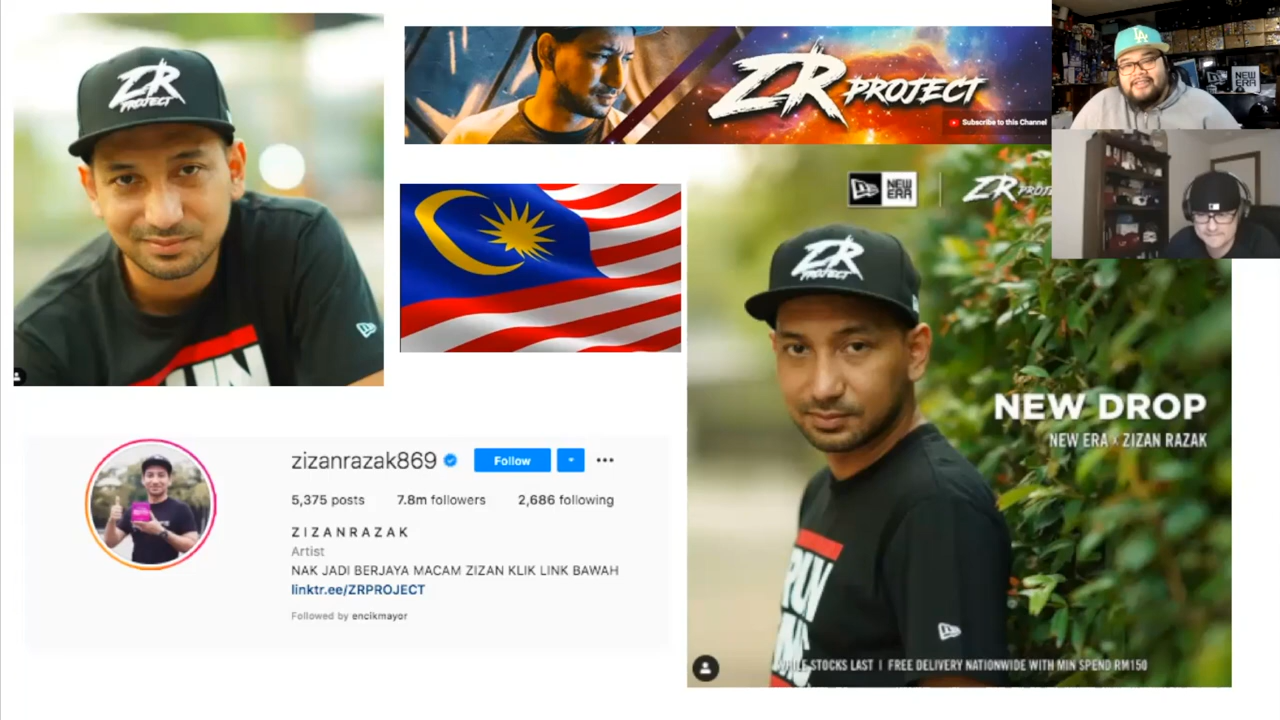 ZR
PROJECT
ZR PROJECT
Subscribe to this Channel
LA
NEW
ERA
NEW
ERA
ZR
ZR
PROJECT
NEW DROP
NEW ERA x ZIZAN RAZAK
RUN
zizanrazak869
Follow
5,375 posts 7.8m followers 2,686 following
ZIZANRAZAK
Artist
NAK JADI BERJAYA MACAM ZIZAN KLIK LINK BAWAH
linktr.ee/ZRPROJECT
Followed by encikmayor
STOCKS LAST | FREE DELIVERY NATIONWIDE WITH MIN SPEND RM150